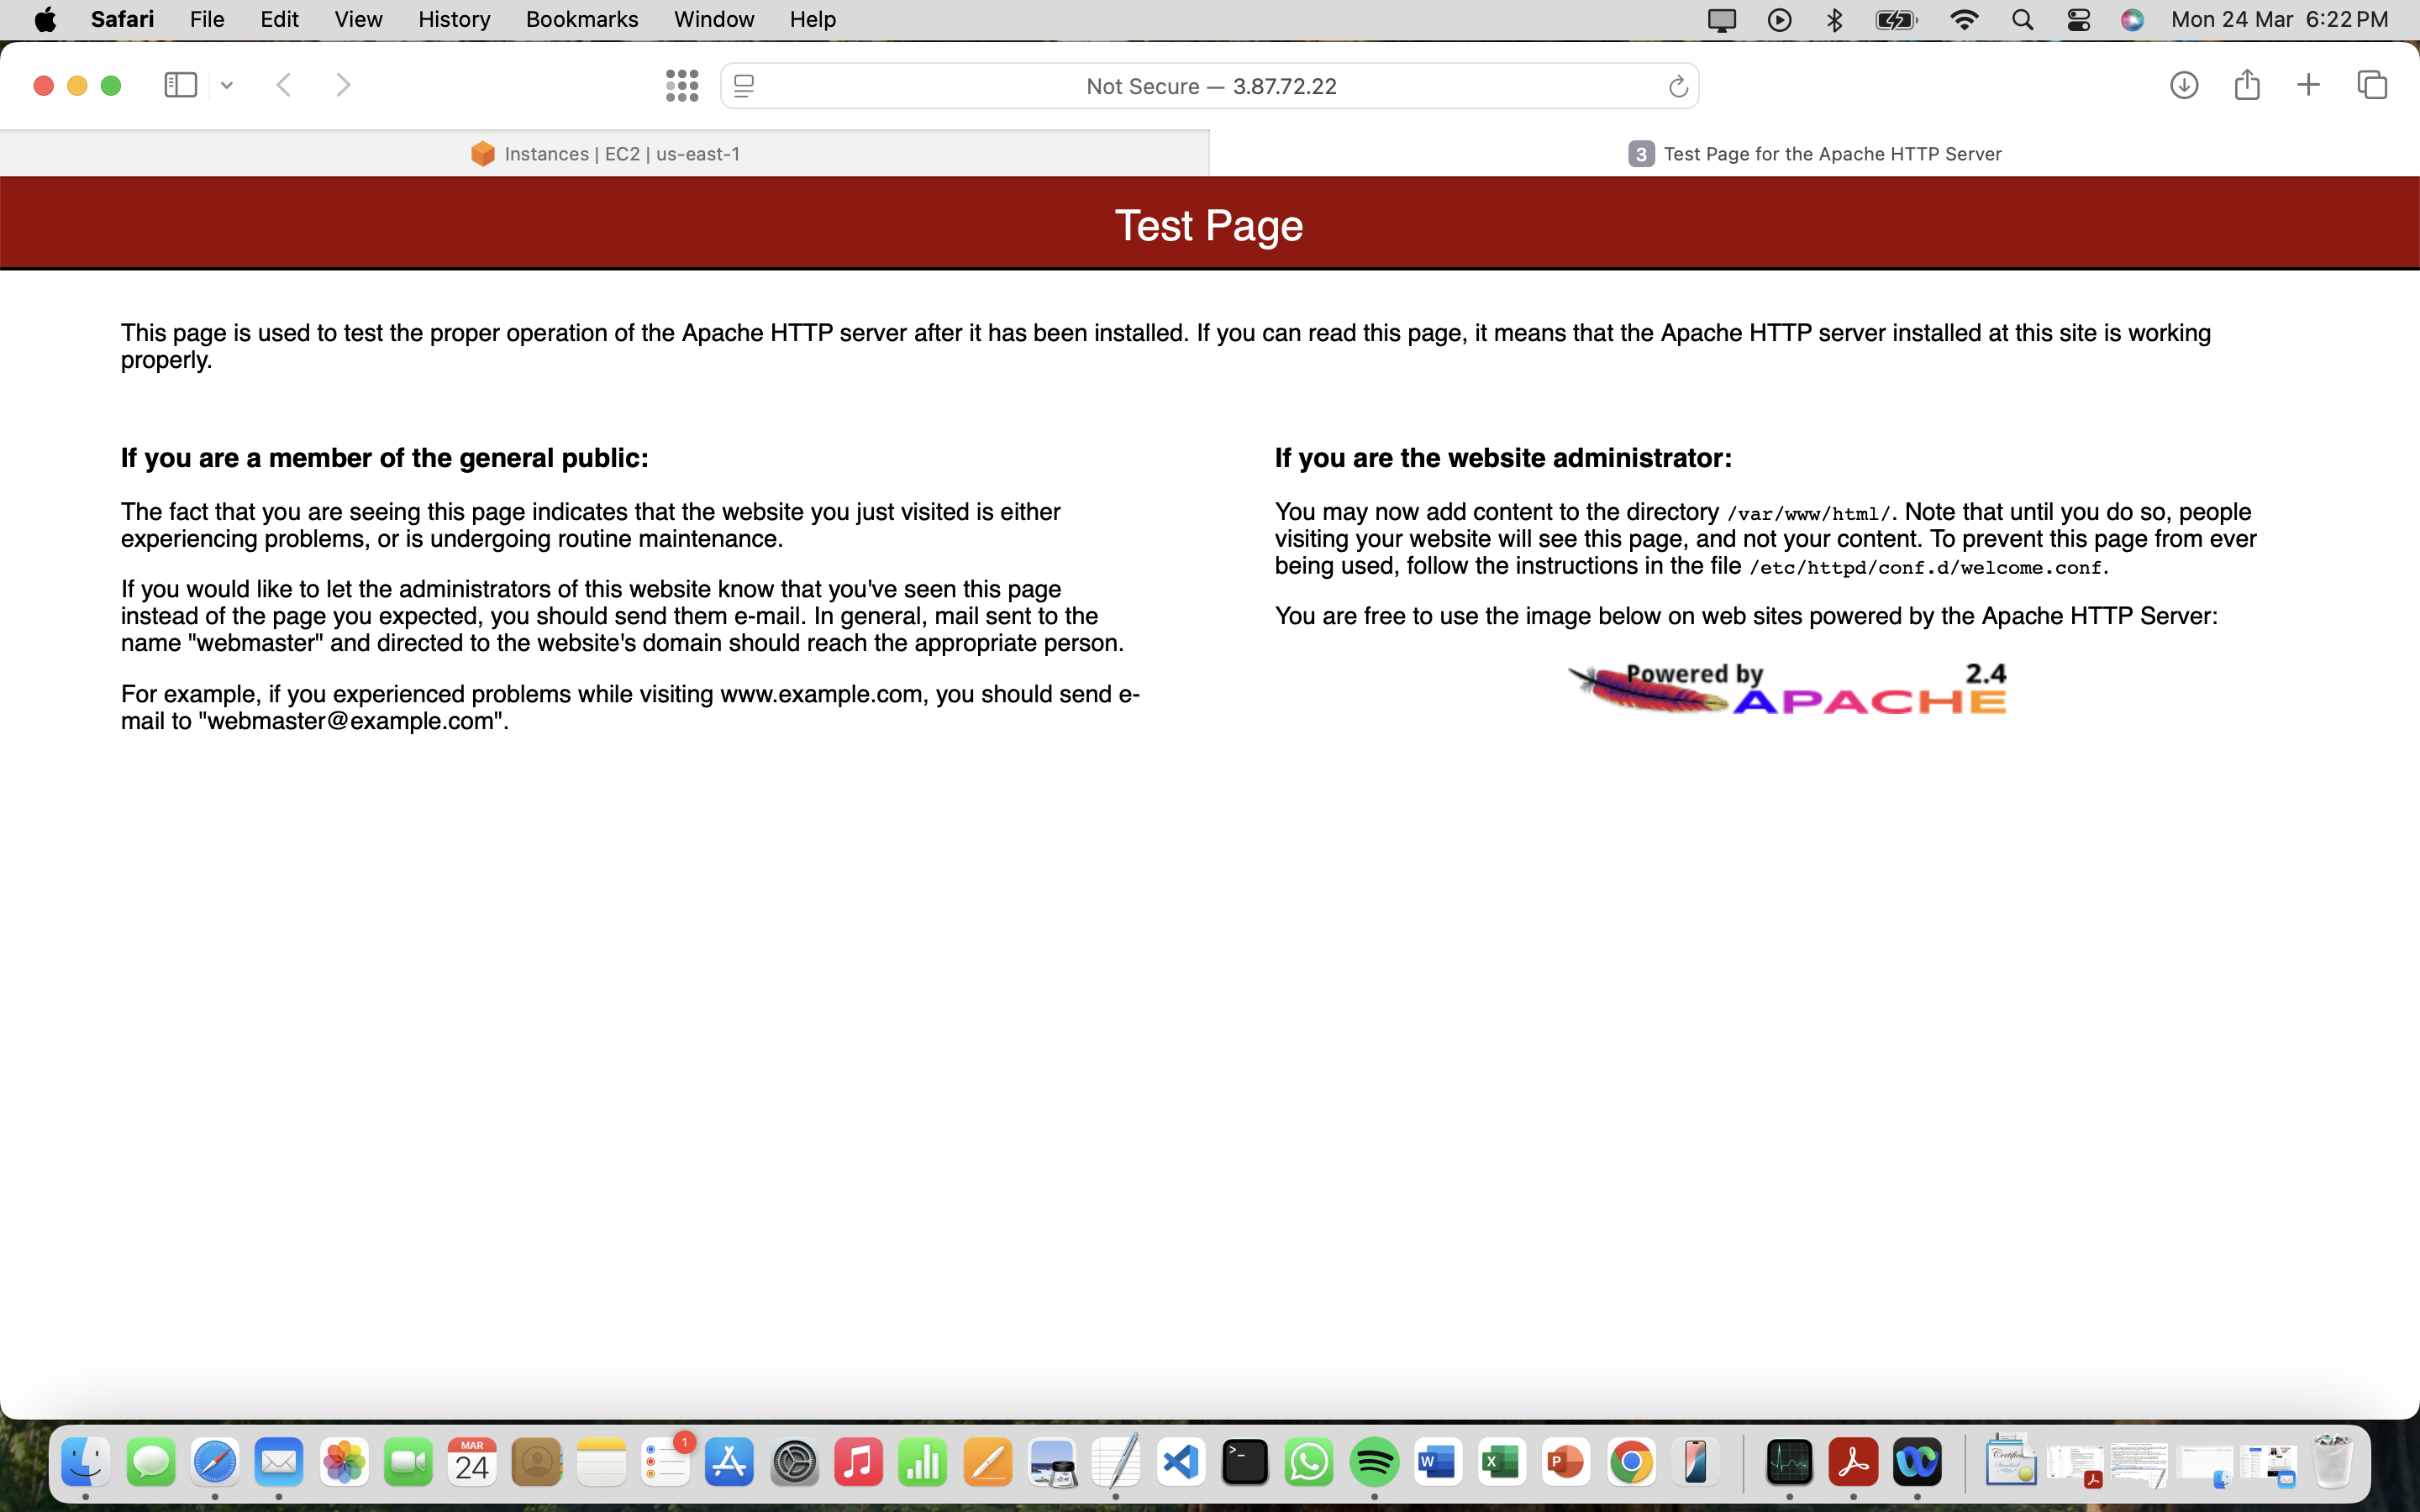 Safari File Edit View History Bookmarks Window Help Mon 24 Mar 6:22 PM
Not Secure — 3.87.72.22
Instances | EC2 | us-east-1
3 Test Page for the Apache HTTP Server
Test Page
This page is used to test the proper operation of the Apache HTTP server after it has been installed. If you can read this page, it means that the Apache HTTP server installed at this site is working
properly.
If you are a member of the general public:
The fact that you are seeing this page indicates that the website you just visited is either
experiencing problems, or is undergoing routine maintenance.
If you would like to let the administrators of this website know that you've seen this page
instead of the page you expected, you should send them e-mail. In general, mail sent to the
name "webmaster" and directed to the website's domain should reach the appropriate person.
For example, if you experienced problems while visiting www.example.com, you should send e-
mail to "webmaster@example.com".
If you are the website administrator:
You may now add content to the directory /var/www/html/. Note that until you do so, people
visiting your website will see this page, and not your content. To prevent this page from ever
being used, follow the instructions in the file /etc/httpd/conf.d/welcome.conf.
You are free to use the image below on web sites powered by the Apache HTTP Server:
Powered by 2.4
APACHE
MAR
24
1
>_
W
X
P